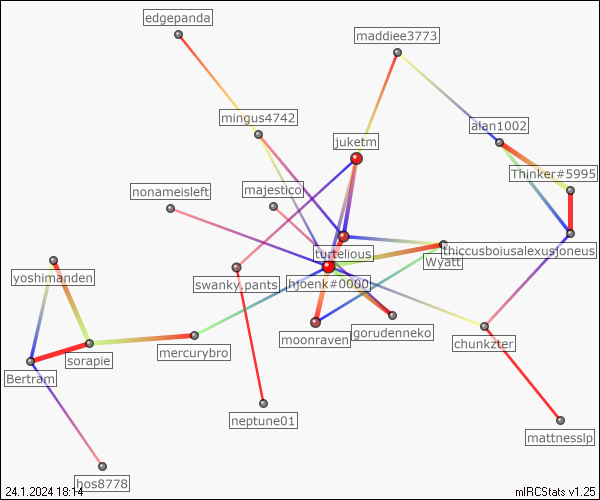 edgepanda
maddiee3773
mingus4742
alan1002
juketm
Thinker#5995
nonameisleft
majestico
turtelious
thiccusboiusalexusjoneus
Wyatt
yoshimanden
swanky.pants
hjoenk#0000
moonraven
gorudenneko
chunkzter
sorapie
mercurybro
Bertram
neptune01
mattnesslp
hos8778
24.1.2024 18:14
mIRCStats v1.25